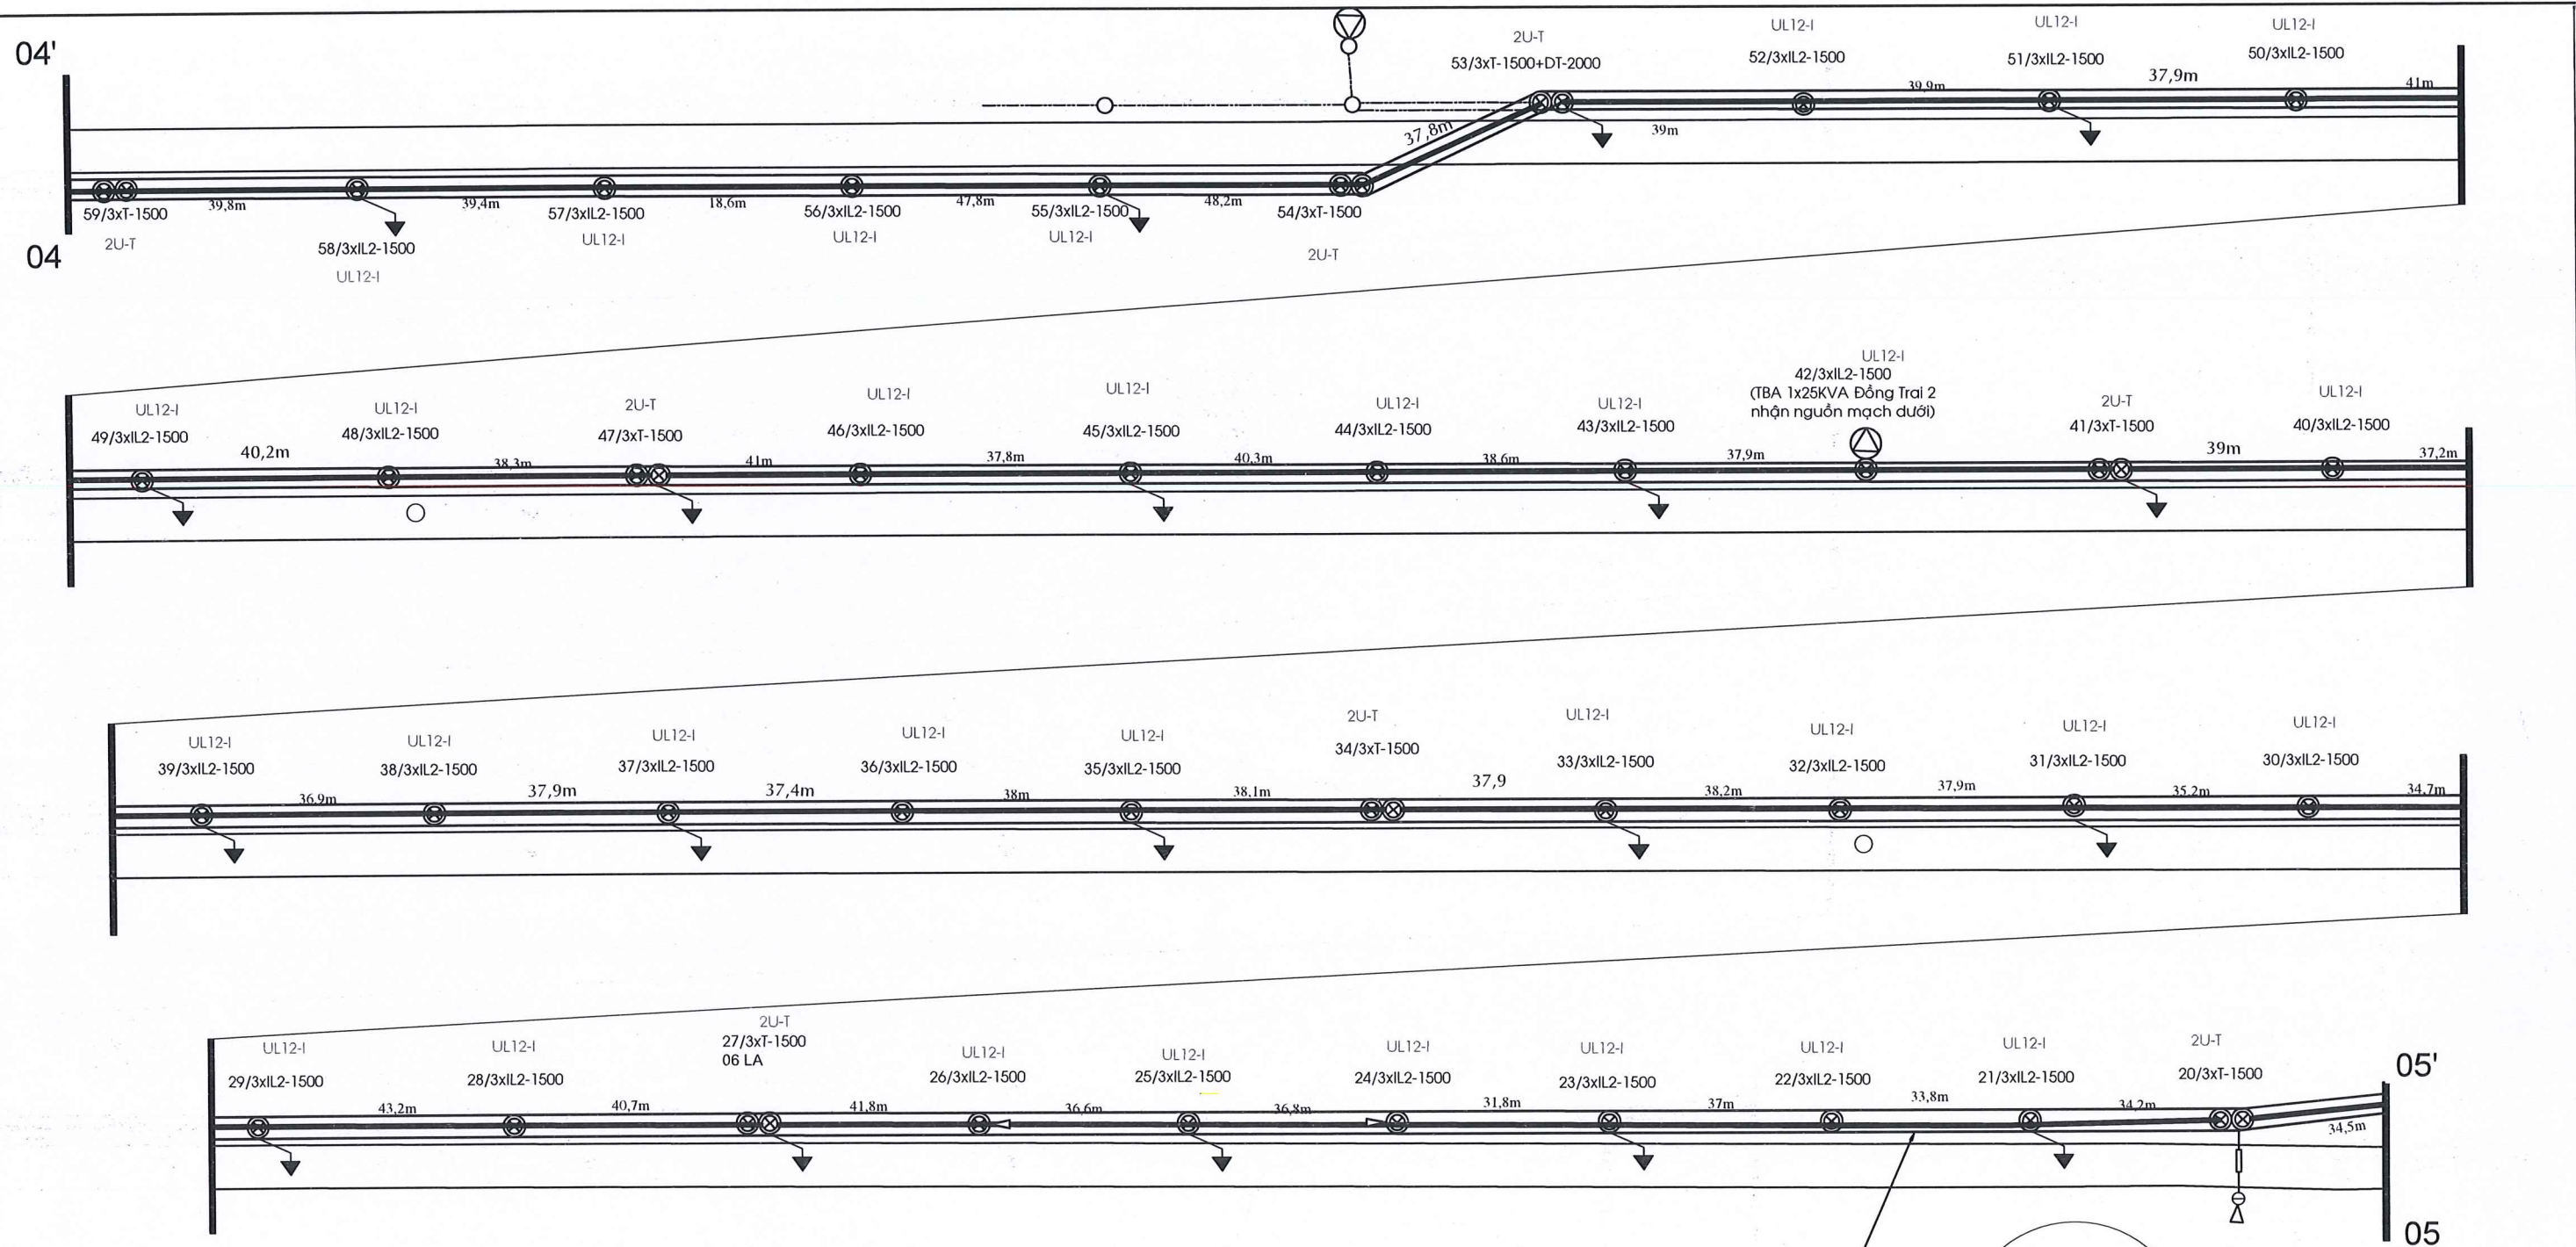 04'
2U-T
UL12-I
UL12-I
UL12-I
53/3xT-1500+DT-2000
52/3xIL2-1500
51/3xIL2-1500
50/3xIL2-1500
37,8m
39m
39,9m
37,9m
41m
59/3xT-1500
39,8m
39,4m
57/3xIL2-1500
18,6m
56/3xIL2-1500
47,8m
55/3xIL2-1500
48,2m
54/3xT-1500
04
2U-T
58/3xIL2-1500
UL12-I
UL12-I
UL12-I
UL12-I
2U-T
UL12-I
42/3xIL2-1500
(TBA 1x25KVA Đồng Trai 2
nhận nguồn mạch dưới)
UL12-I
UL12-I
2U-T
UL12-I
UL12-I
UL12-I
UL12-I
2U-T
UL12-I
49/3xIL2-1500
48/3xIL2-1500
47/3xT-1500
46/3xIL2-1500
45/3xIL2-1500
44/3xIL2-1500
43/3xIL2-1500
41/3xT-1500
40/3xIL2-1500
40,2m
38,3m
41m
37,8m
40,3m
38,6m
37,9m
39m
37,2m
UL12-I
UL12-I
UL12-I
UL12-I
UL12-I
2U-T
UL12-I
UL12-I
UL12-I
UL12-I
39/3xIL2-1500
38/3xIL2-1500
37/3xIL2-1500
36/3xIL2-1500
35/3xIL2-1500
34/3xT-1500
33/3xIL2-1500
32/3xIL2-1500
31/3xIL2-1500
30/3xIL2-1500
36,9m
37,9m
37,4m
38m
38,1m
37,9
38,2m
37,9m
35,2m
34,7m
UL12-I
UL12-I
2U-T
UL12-I
UL12-I
UL12-I
UL12-I
UL12-I
UL12-I
2U-T
05'
29/3xIL2-1500
28/3xIL2-1500
27/3xT-1500
06 LA
26/3xIL2-1500
25/3xIL2-1500
24/3xIL2-1500
23/3xIL2-1500
22/3xIL2-1500
21/3xIL2-1500
20/3xT-1500
43,2m
40,7m
41,8m
36,6m
36,8m
31,8m
37m
33,8m
34,2m
34,5m
05